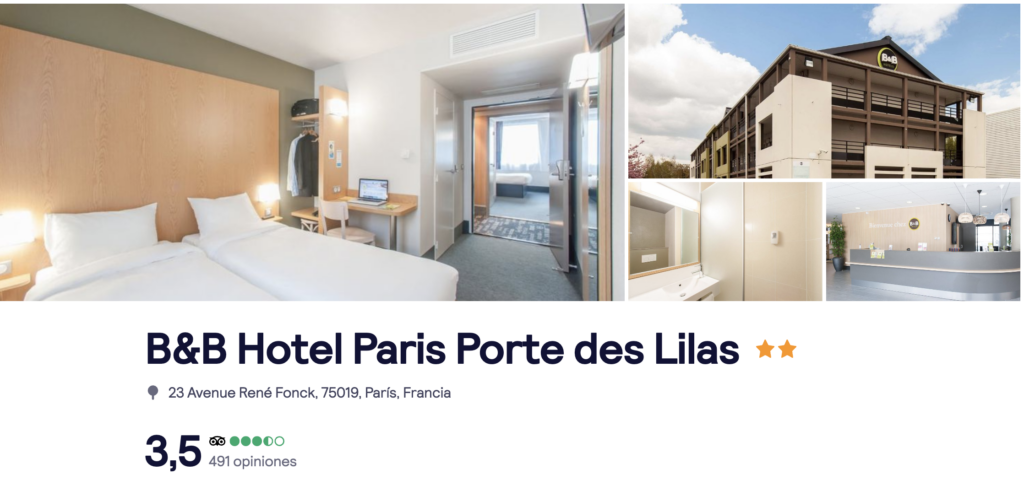 B&B
B&B
B&B Hotel Paris Porte des Lilas
23 Avenue René Fonck, 75019, París, Francia
3,5
491 opiniones